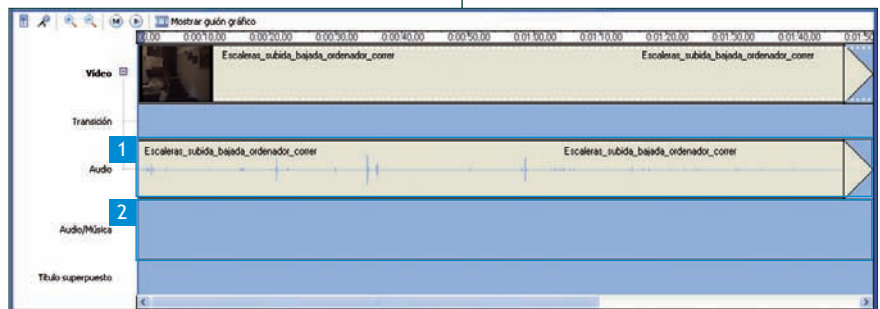 Mostrar guión gráfico
0:00 0:00:10,00 0:00:20,00 0:00:30,00 0:00:40,00 0:00:50,00 0:01:00,00 0:01:10,00 0:01:20,00 0:01:30,00 0:01:40,00 0:01:50
Vídeo
Escaleras_subida_bajada_ordenador_correr Escaleras_subida_bajada_ordenador_correr
Transición
1
Audio
Escaleras_subida_bajada_ordenador_correr Escaleras_subida_bajada_ordenador_correr
2
Audio/Música
Título superpuesto